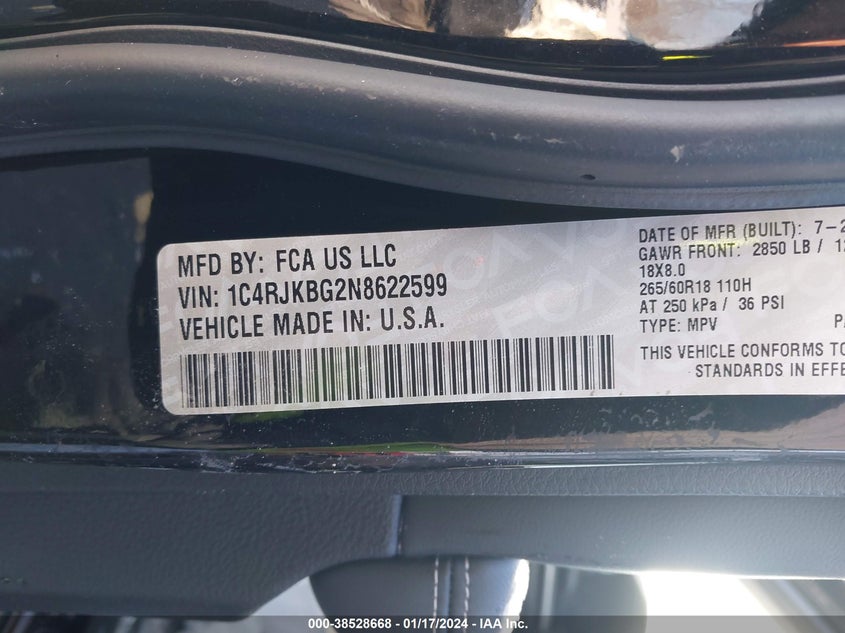 MFD BY: FCA US LLC
VIN: 1C4RJKBG2N8622599
VEHICLE MADE IN: U.S.A.
DATE OF MFR (BUILT): 7-2
GAWR FRONT: 2850 LB /
18X8.0
265/60R18 110H
AT 250 kPa / 36 PSI
TYPE: MPV
THIS VEHICLE CONFORMS TO
STANDARDS IN EFFE
000-38528668 - 01/17/2024 - IAA Inc.